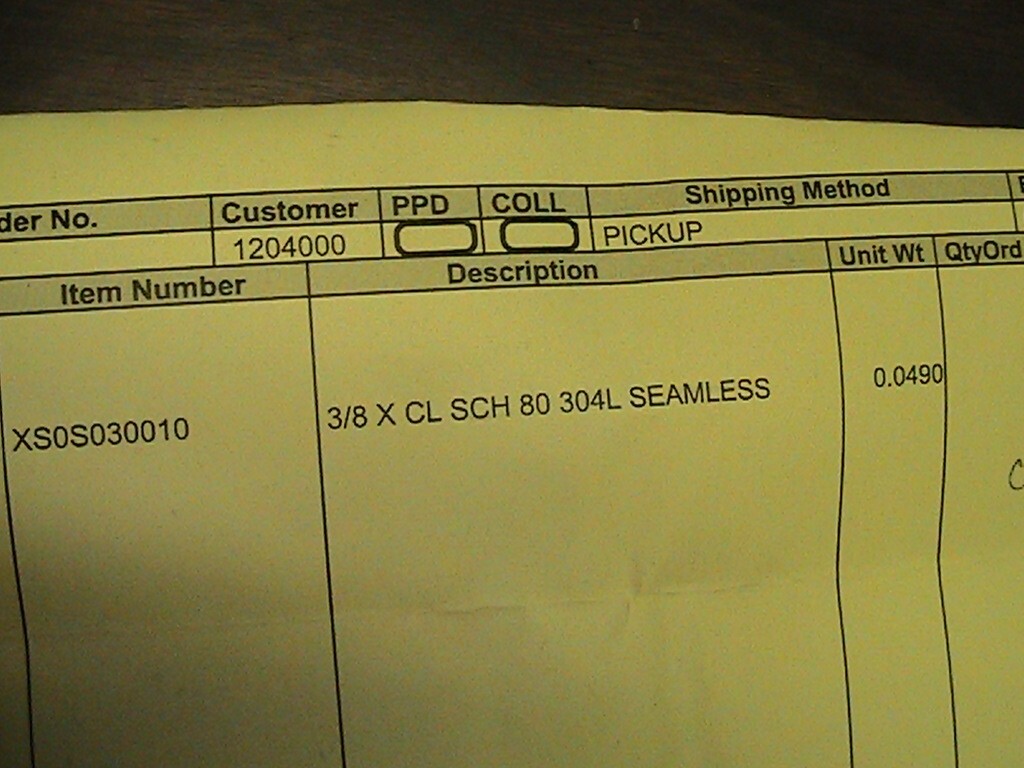 der No. Customer PPD COLL Shipping Method
1204000 PICKUP
Item Number Description Unit Wt QtyOrd
XS0S030010 3/8 X CL SCH 80 304L SEAMLESS 0.0490